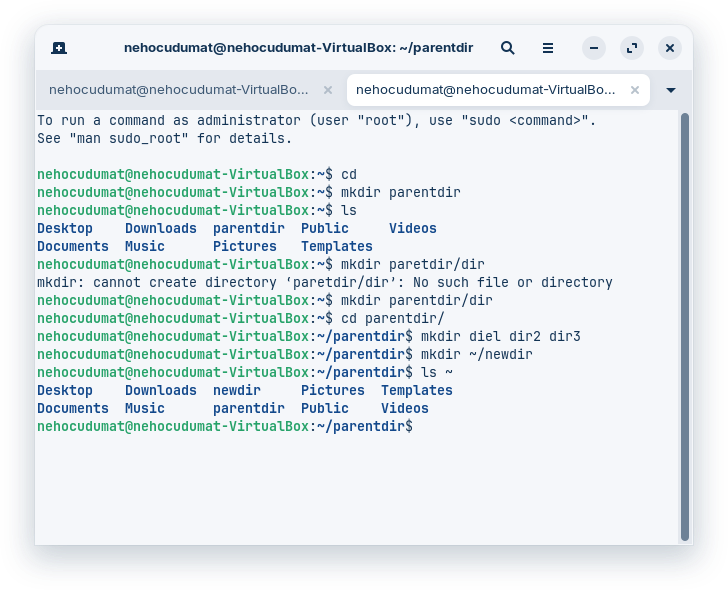 nehocudumat@nehocudumat-VirtualBox: ~/parentdir
nehocudumat@nehocudumat-VirtualBo... nehocudumat@nehocudumat-VirtualBo...
To run a command as administrator (user "root"), use "sudo <command>".
See "man sudo_root" for details.
nehocudumat@nehocudumat-VirtualBox:~$ cd
nehocudumat@nehocudumat-VirtualBox:~$ mkdir parentdir
nehocudumat@nehocudumat-VirtualBox:~$ ls
Desktop    Downloads  parentdir  Public     Videos
Documents  Music      Pictures   Templates
nehocudumat@nehocudumat-VirtualBox:~$ mkdir paretdir/dir
mkdir: cannot create directory ‘paretdir/dir’: No such file or directory
nehocudumat@nehocudumat-VirtualBox:~$ mkdir parentdir/dir
nehocudumat@nehocudumat-VirtualBox:~$ cd parentdir/
nehocudumat@nehocudumat-VirtualBox:~/parentdir$ mkdir diel dir2 dir3
nehocudumat@nehocudumat-VirtualBox:~/parentdir$ mkdir ~/newdir
nehocudumat@nehocudumat-VirtualBox:~/parentdir$ ls ~
Desktop    Downloads  newdir     Pictures  Templates
Documents  Music      parentdir  Public    Videos
nehocudumat@nehocudumat-VirtualBox:~/parentdir$